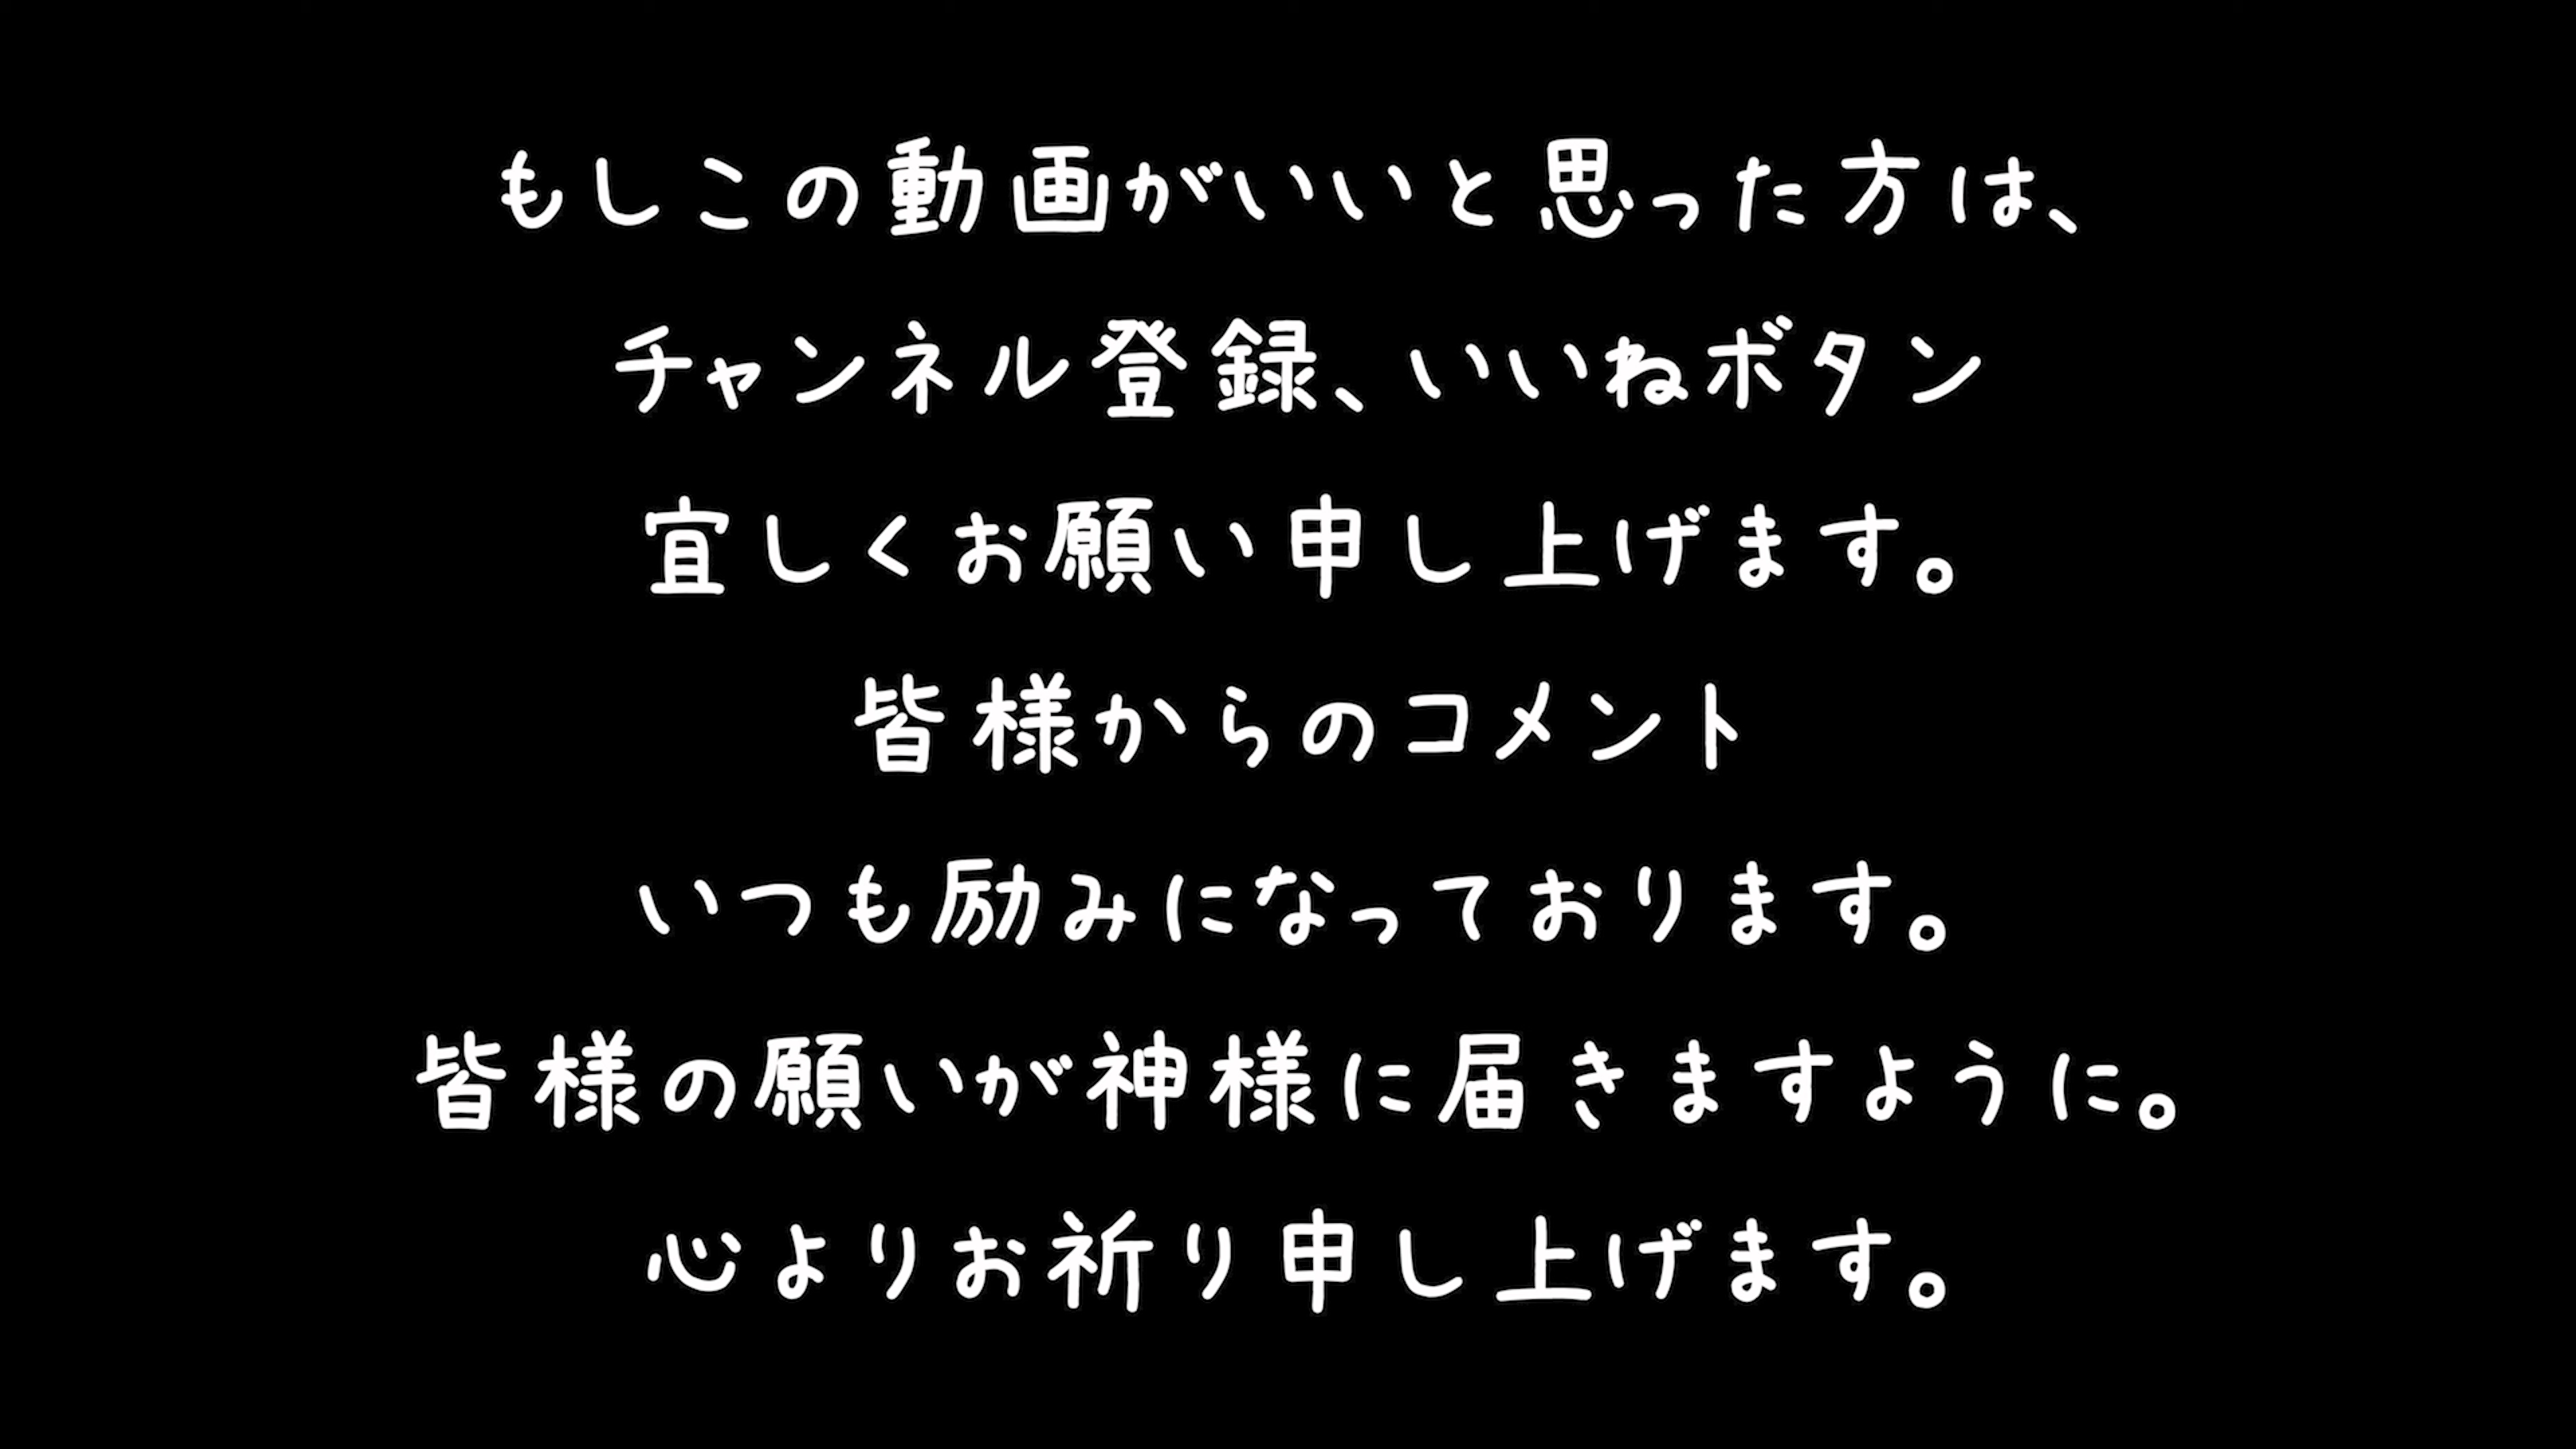 もしこの動画がいいと思った方は、
チャンネル登録、いいねボタン
宜しくお願い申し上げます。
皆様からのコメント
いつも励みになっております。
皆様の願いが神様に届きますように。
心よりお祈り申し上げます。